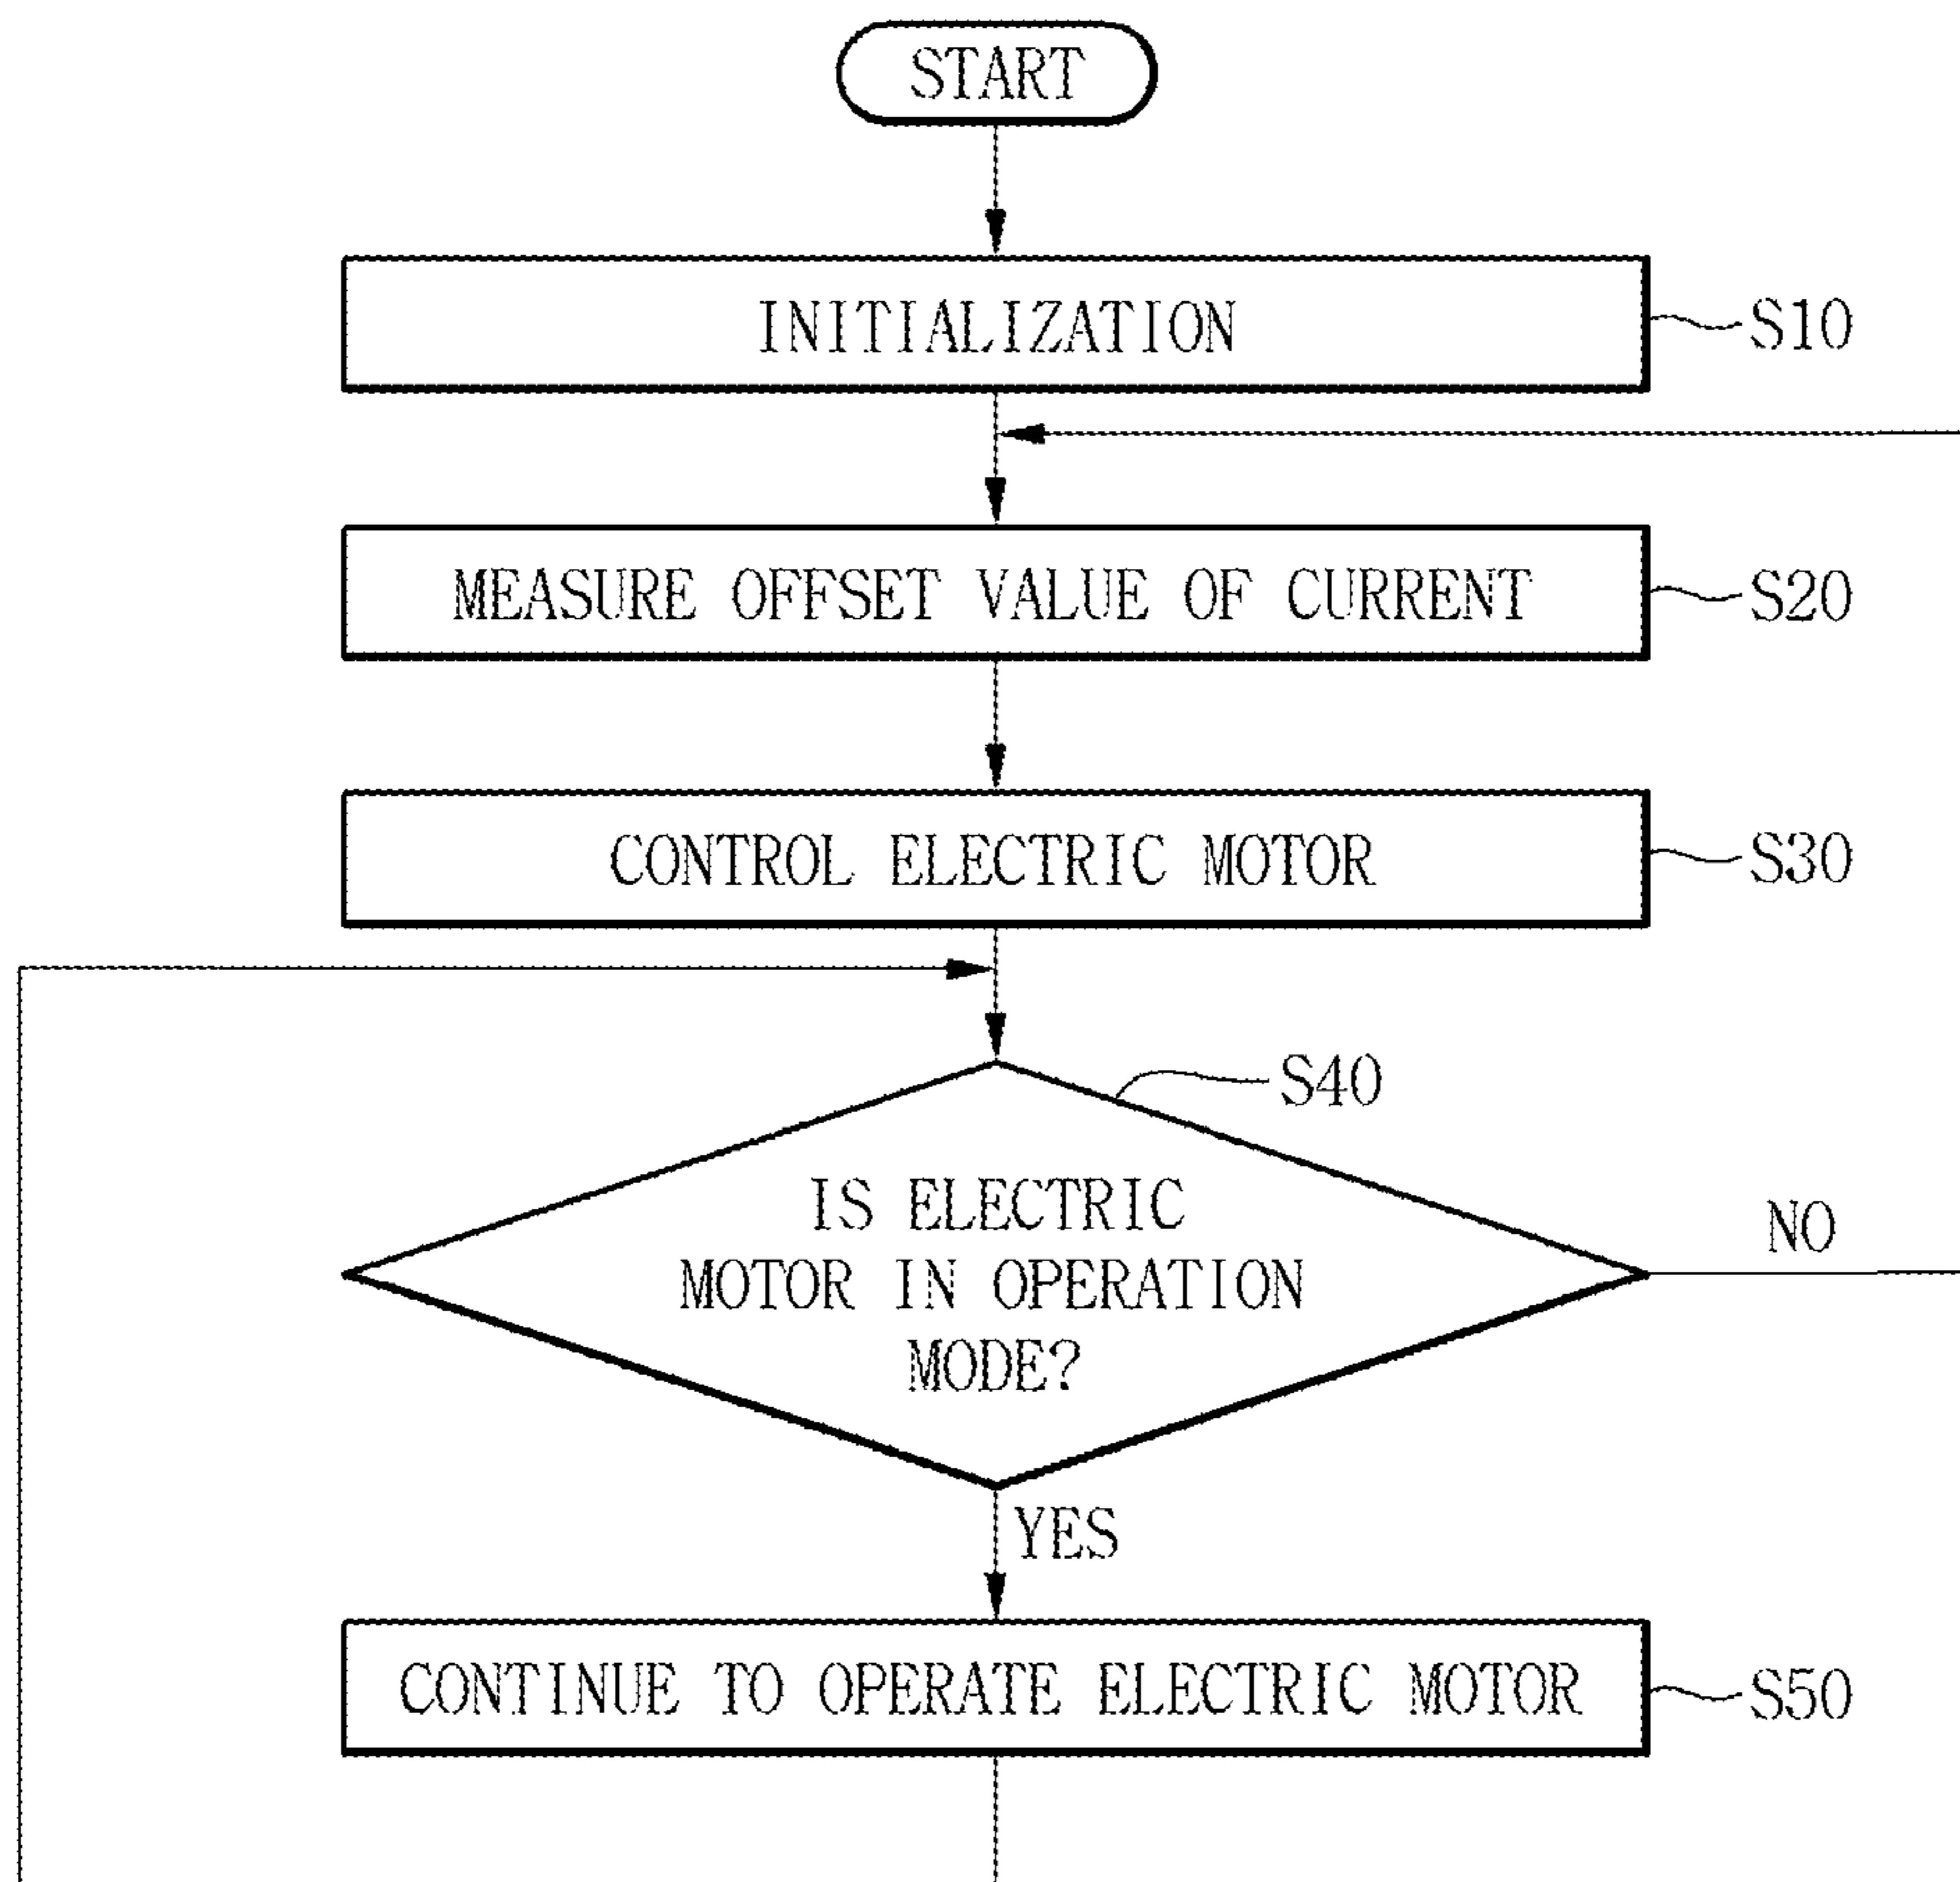 START
INITIALIZATION
S10
MEASURE OFFSET VALUE OF CURRENT
S20
CONTROL ELECTRIC MOTOR
S30
S40
IS ELECTRIC
MOTOR IN OPERATION
MODE?
NO
YES
CONTINUE TO OPERATE ELECTRIC MOTOR
S50